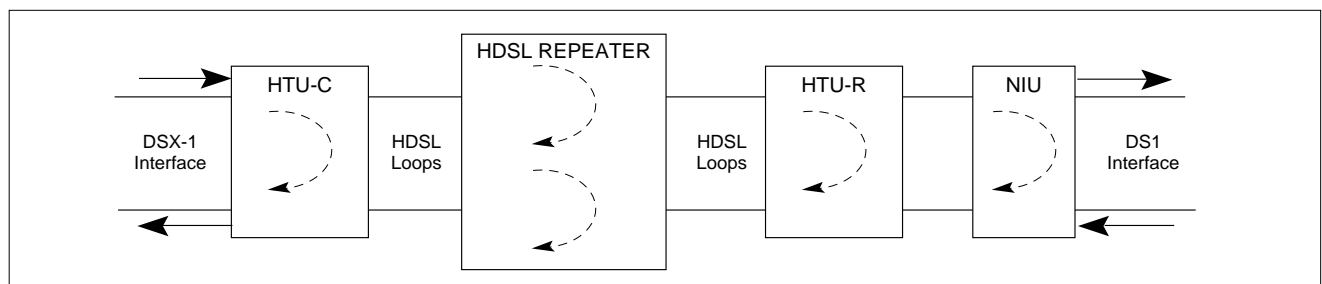 HDSL REPEATER
HTU-C
HTU-R
NIU
DSX-1
Interface
HDSL
Loops
HDSL
Loops
DS1
Interface